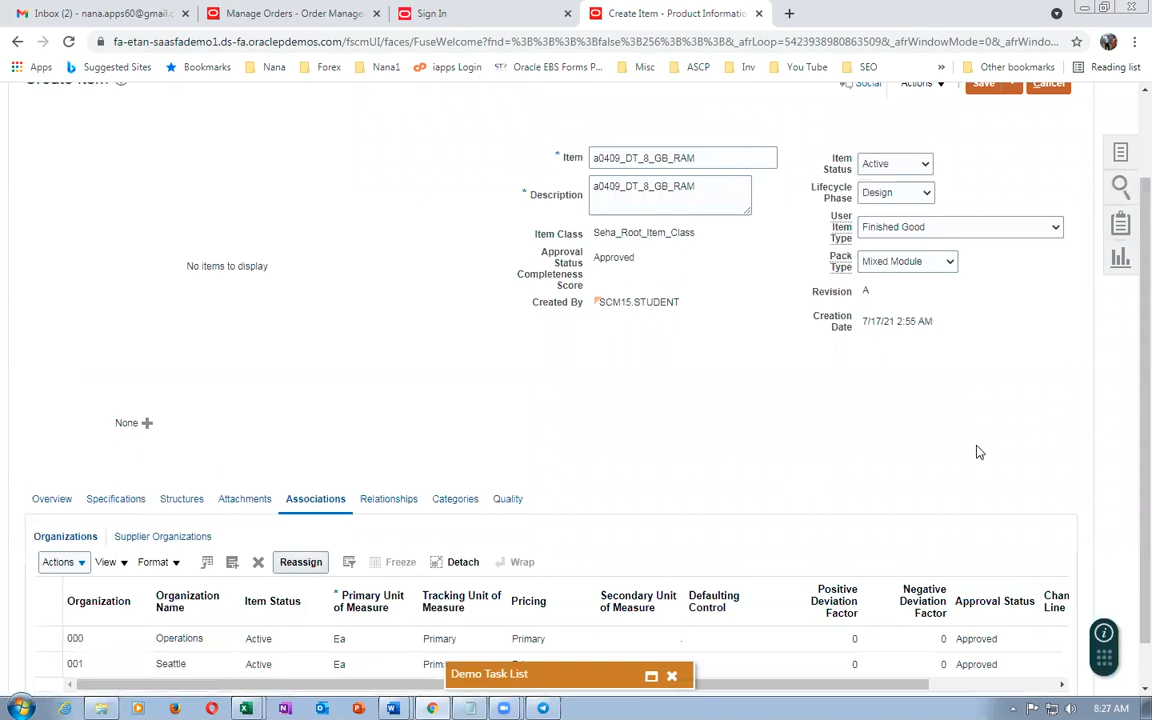 Inbox (2) - nana.apps60@gmail.c
Manage Orders - Order Manage
Sign In
Create Item - Product Informatio
fa-etan-saasfademo1.ds-fa.oraclepdemos.com/fscmUI/faces/FuseWelcome?fnd=%3B%3B%3B%3Bfalse%3B256%3B%3B%3B&_afrLoop=5423938980863509&_afrWindowMode=0&_afrWindo...
Apps Suggested Sites Bookmarks Nana Forex Nana1 iapps Login Oracle EBS Forms P... Misc ASCP Inv You Tube SEO » Other bookmarks Reading list
Create Item
Social Actions Save Cancel
* Item a0409_DT_8_GB_RAM
* Description a0409_DT_8_GB_RAM
Item Class Seha_Root_Item_Class
Approval Status Approved
Completeness Score
Created By SCM15.STUDENT
Item Status Active
Lifecycle Phase Design
User Item Type Finished Good
Pack Type Mixed Module
Revision A
Creation Date 7/17/21 2:55 AM
No items to display
None
Overview Specifications Structures Attachments Associations Relationships Categories Quality
Organizations Supplier Organizations
Actions View Format Reassign Freeze Detach Wrap
Organization Organization Name Item Status * Primary Unit of Measure Tracking Unit of Measure Pricing Secondary Unit of Measure Defaulting Control Positive Deviation Factor Negative Deviation Factor Approval Status Chan Line
000 Operations Active Ea Primary Primary 0 0 Approved
001 Seattle Active Ea Prim 0 0 Approved
Demo Task List
8:27 AM